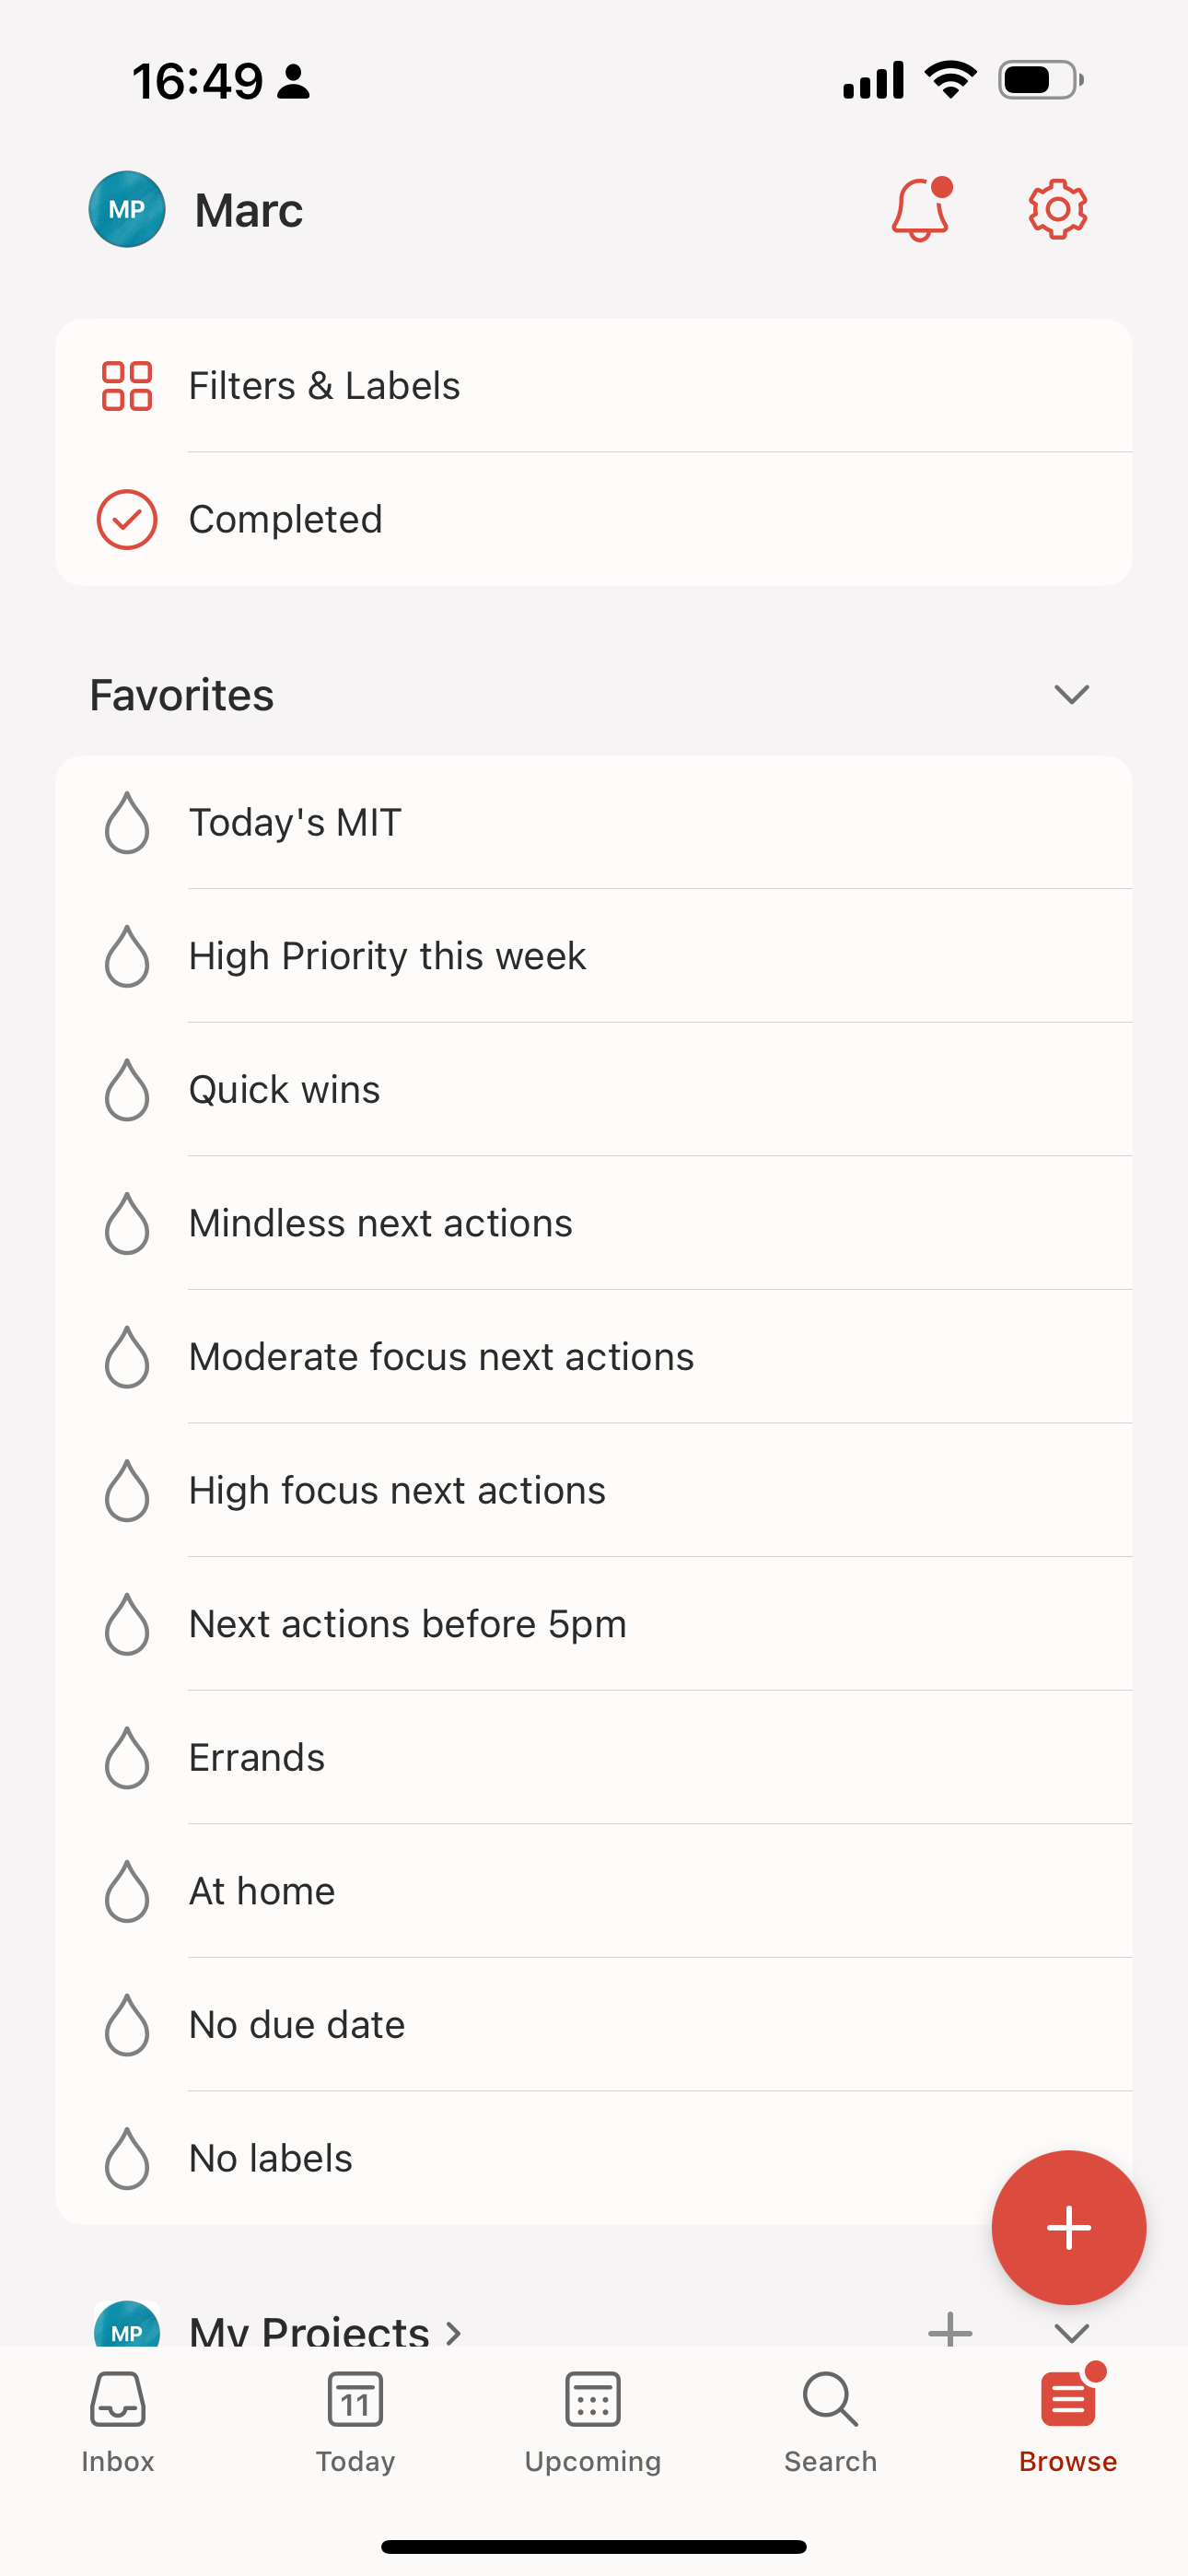 16:49
MP Marc
Filters & Labels
Completed
Favorites
Today's MIT
High Priority this week
Quick wins
Mindless next actions
Moderate focus next actions
High focus next actions
Next actions before 5pm
Errands
At home
No due date
No labels
MP My Projects
11
Inbox Today Upcoming Search Browse